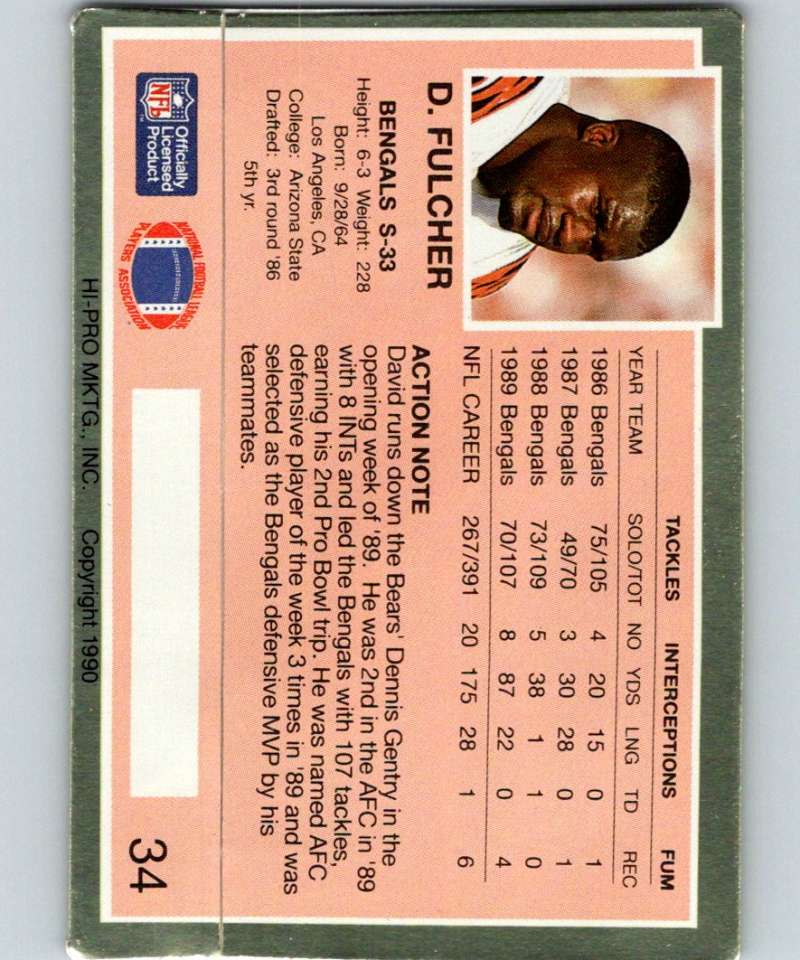 D. FULCHER
BENGALS S-33
Height: 6-3 Weight: 228
Born: 9/28/64
Los Angeles, CA
College: Arizona State
Drafted: 3rd round '86
5th yr.
NFL
Officially
Licensed
Product
NATIONAL FOOTBALL LEAGUE
PLAYERS ASSOCIATION
TACKLES INTERCEPTIONS FUM
YEAR TEAM SOLO/TOT NO YDS LNG TD REC
1986 Bengals 75/105 4 20 15 0 1
1987 Bengals 49/70 3 30 28 0 1
1988 Bengals 73/109 5 38 1 1 0
1989 Bengals 70/107 8 87 22 0 4
NFL CAREER 267/391 20 175 28 1 6
ACTION NOTE
David runs down the Bears' Dennis Gentry in the
opening week of '89. He was 2nd in the AFC in '89
with 8 INTs and led the Bengals with 107 tackles,
earning his 2nd Pro Bowl trip. He was named AFC
defensive player of the week 3 times in '89 and was
selected as the Bengals defensive MVP by his
teammates.
34
HI-PRO MKTG., INC. Copyright 1990